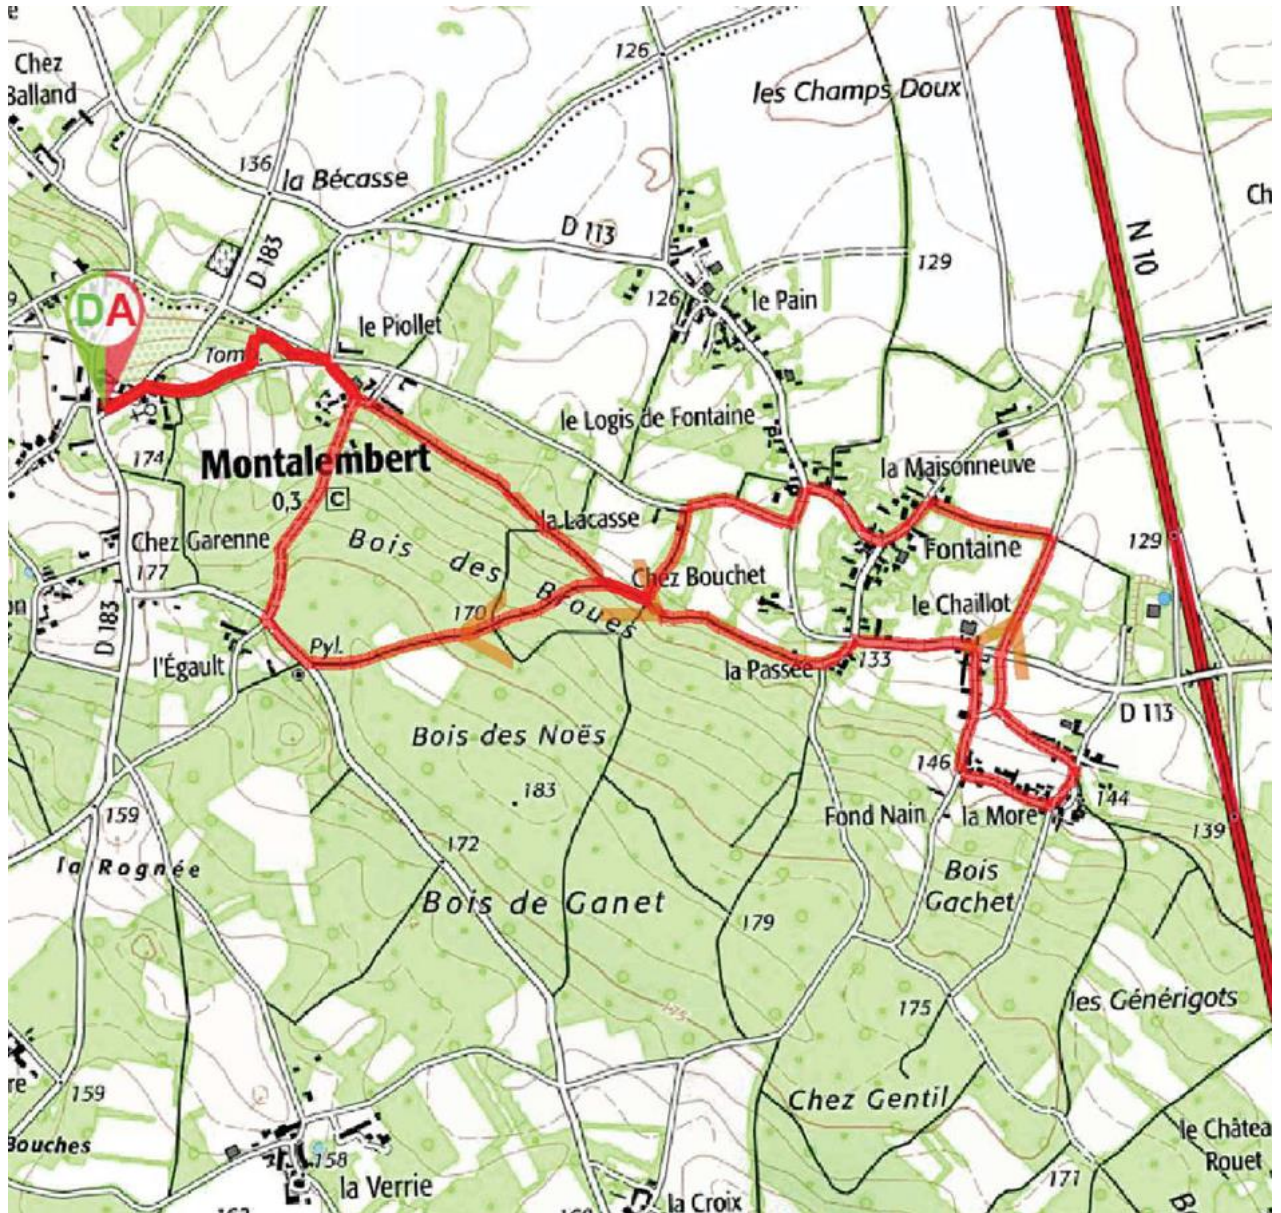 126
les Champs Doux
Chez
Balland
136
la Bécasse
D 183
D 113
N 10
Ch
129
126
le Pain
DA
le Piollet
Tom
le Logis de Fontaine
174
Montalembert
0,3 C
la Maisonneuve
la Lacasse
Chez Garenne
Bois des Broues
Fontaine
129
177
Chez Bouchet
le Chaillot
D 183
170
Pyl.
l'Égault
la Passée
133
D 113
Bois des Noës
146
183
Fond Nain
la More
144
139
159
172
la Rognée
Bois
Gachet
Bois de Ganet
179
175
les Générigots
175
159
re
Chez Gentil
Bouches
le Châtea
Rouet
158
la Verrie
171
la Croix